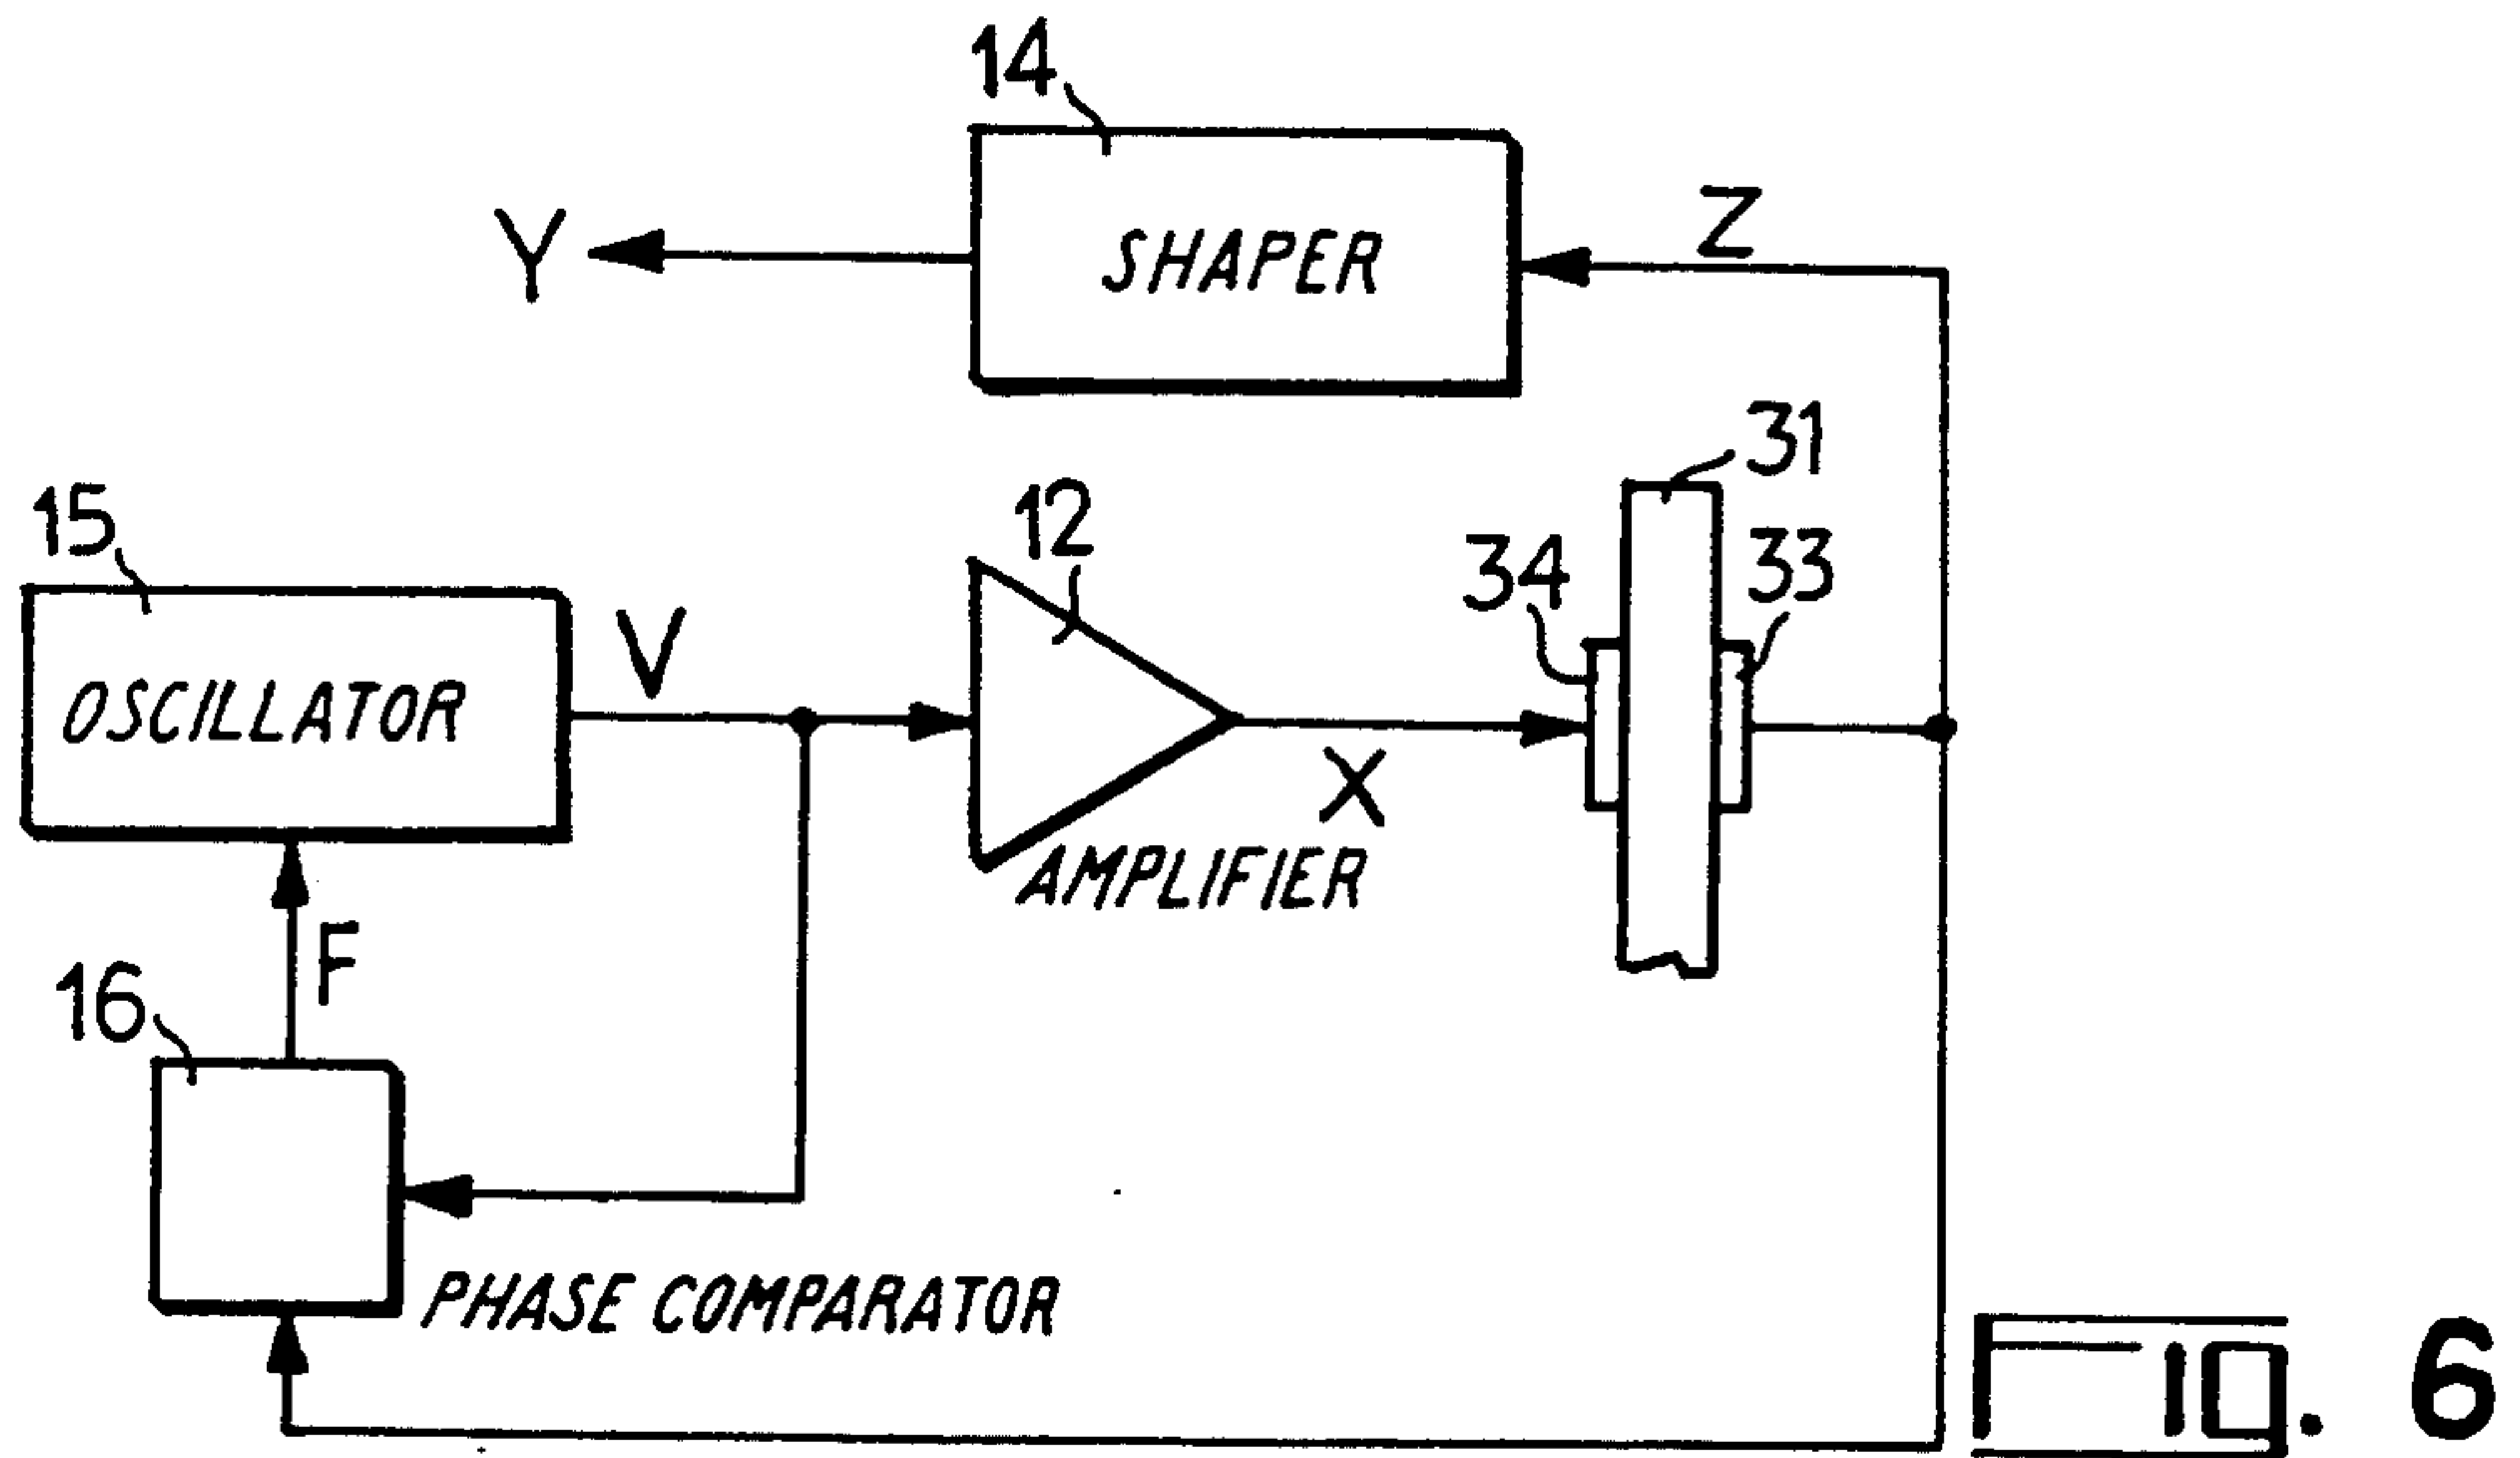 14
Y
SHAPER
Z
31
15
12
34
33
OSCILLATOR
V
X
AMPLIFIER
F
16
PHASE COMPARATOR
FIG. 6